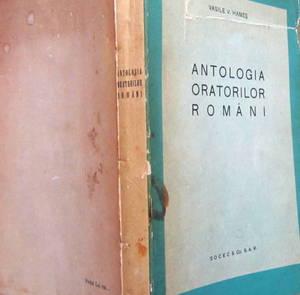 VASILE V. HANEȘ
ANTOLOGIA
ORATORILOR
ROMÂNI
SOCEC & Co. S.A.R.
ANTOLOGIA
ORATORILOR
ROMÂNI